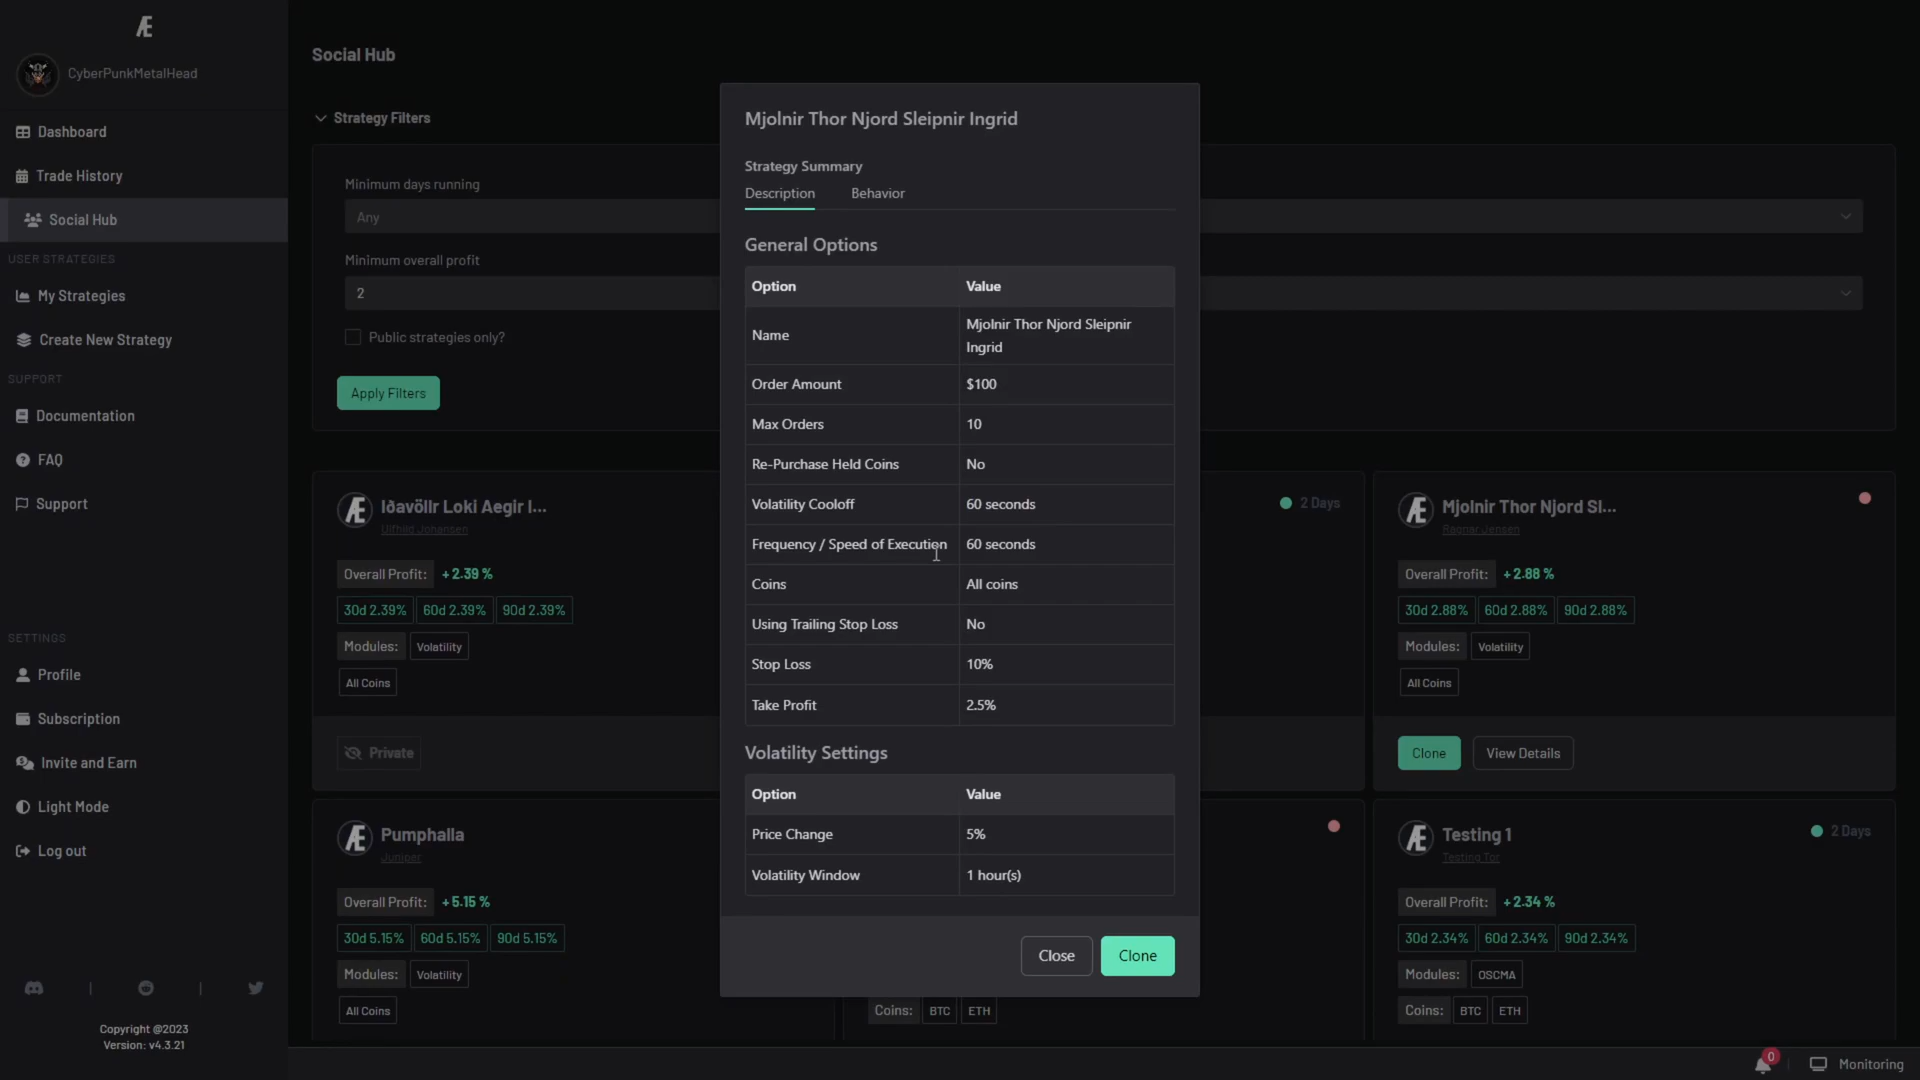 Æ
CyberPunkMetalHead
Dashboard
Trade History
Social Hub
USER STRATEGIES
My Strategies
Create New Strategy
SUPPORT
Documentation
FAQ
Support
SETTINGS
Profile
Subscription
Invite and Earn
Light Mode
Log out
Copyright @2023
Version: v4.3.21
Social Hub
Strategy Filters
Minimum days running
Any
Minimum overall profit
2
Public strategies only?
Apply Filters
Æ
Iðavöllr Loki Aegir I...
Ulfhild Johansen
Overall Profit: +2.39 %
30d 2.39% 60d 2.39% 90d 2.39%
Modules: Volatility
All Coins
Private
2 Days
Æ
Mjolnir Thor Njord Sl...
Ragnar Jensen
Overall Profit: +2.88 %
30d 2.88% 60d 2.88% 90d 2.88%
Modules: Volatility
All Coins
Clone View Details
Æ
Pumphalla
Juniper
Overall Profit: +5.15 %
30d 5.15% 60d 5.15% 90d 5.15%
Modules: Volatility
All Coins
Coins: BTC ETH
Æ
Testing 1
2 Days
Testing Tor
Overall Profit: +2.34 %
30d 2.34% 60d 2.34% 90d 2.34%
Modules: OSCMA
Coins: BTC ETH
Mjolnir Thor Njord Sleipnir Ingrid
Strategy Summary
Description Behavior
General Options
Option Value
Name Mjolnir Thor Njord Sleipnir
Ingrid
Order Amount $100
Max Orders 10
Re-Purchase Held Coins No
Volatility Cooloff 60 seconds
Frequency / Speed of Execution 60 seconds
Coins All coins
Using Trailing Stop Loss No
Stop Loss 10%
Take Profit 2.5%
Volatility Settings
Option Value
Price Change 5%
Volatility Window 1 hour(s)
Close Clone
0
Monitoring